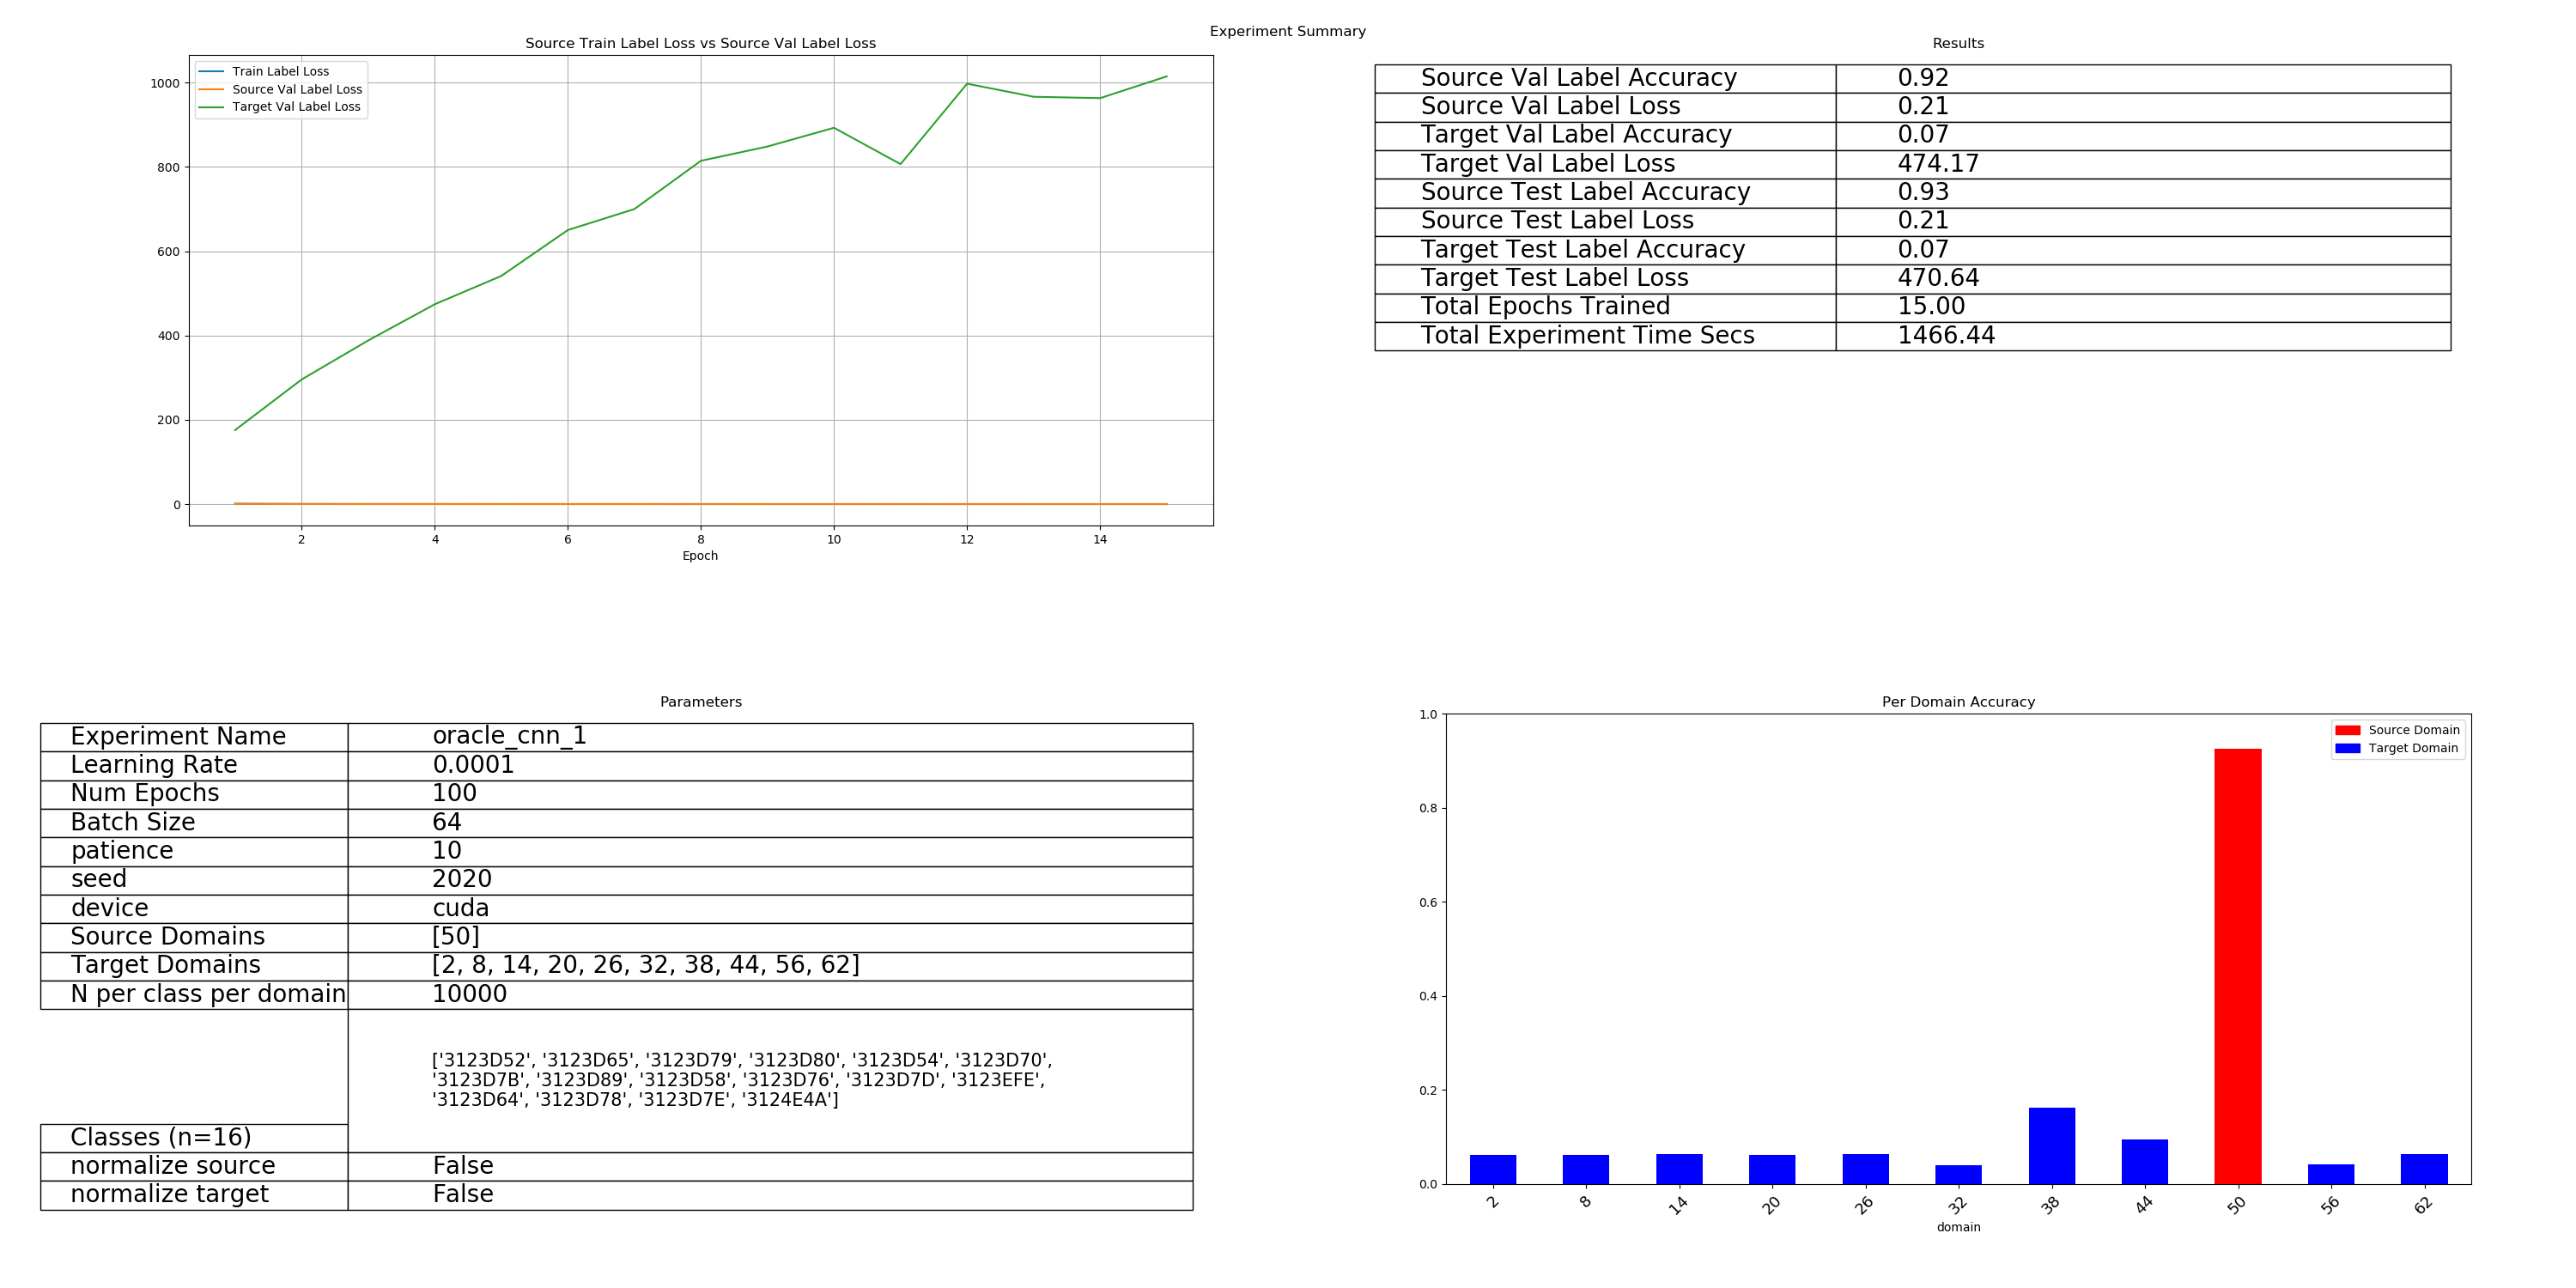 Experiment Summary
Source Train Label Loss vs Source Val Label Loss
Train Label Loss
Source Val Label Loss
Target Val Label Loss
1000
800
600
400
200
0
2 4 6 8 10 12 14
Epoch
Results
Source Val Label Accuracy 0.92
Source Val Label Loss 0.21
Target Val Label Accuracy 0.07
Target Val Label Loss 474.17
Source Test Label Accuracy 0.93
Source Test Label Loss 0.21
Target Test Label Accuracy 0.07
Target Test Label Loss 470.64
Total Epochs Trained 15.00
Total Experiment Time Secs 1466.44
Parameters
Experiment Name oracle_cnn_1
Learning Rate 0.0001
Num Epochs 100
Batch Size 64
patience 10
seed 2020
device cuda
Source Domains [50]
Target Domains [2, 8, 14, 20, 26, 32, 38, 44, 56, 62]
N per class per domain 10000
['3123D52', '3123D65', '3123D79', '3123D80', '3123D54', '3123D70',
'3123D7B', '3123D89', '3123D58', '3123D76', '3123D7D', '3123EFE',
'3123D64', '3123D78', '3123D7E', '3124E4A']
Classes (n=16)
normalize source False
normalize target False
Per Domain Accuracy
Source Domain
Target Domain
1.0
0.8
0.6
0.4
0.2
0.0
2 8 14 20 26 32 38 44 50 56 62
domain